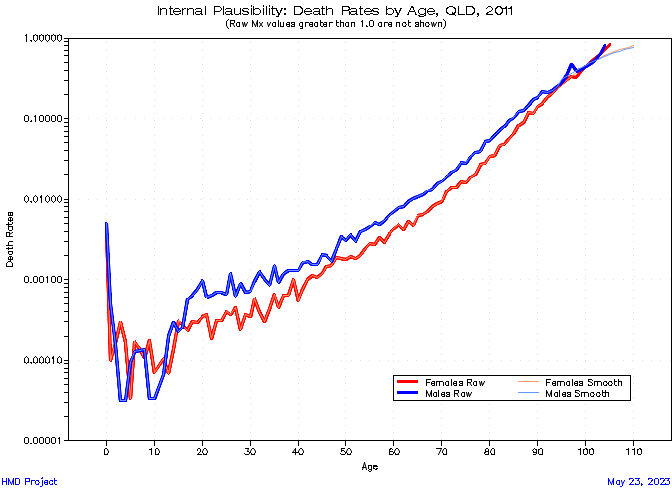 Internal Plausibility: Death Rates by Age, QLD, 2011
(Raw Mx values greater than 1.0 are not shown)
1.00000
0.10000
0.01000
0.00100
0.00010
0.00001
Death Rates
Females Raw
Females Smooth
Males Raw
Males Smooth
0 10 20 30 40 50 60 70 80 90 100 110
Age
HMD Project
May 23, 2023